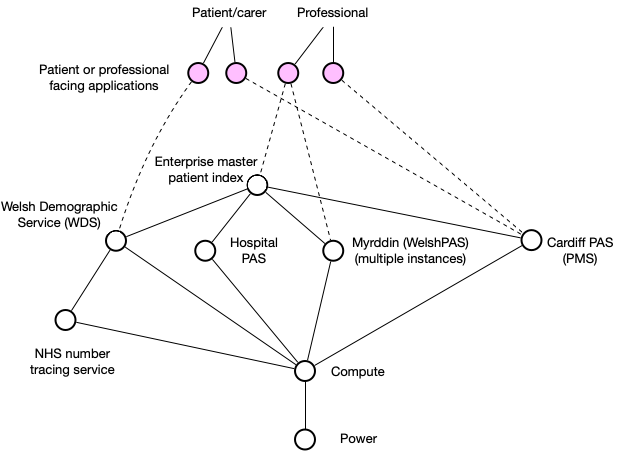 Patient/carer
Professional
Patient or professional
facing applications
Enterprise master
patient index
Welsh Demographic
Service (WDS)
Hospital
PAS
Myrddin (WelshPAS)
(multiple instances)
Cardiff PAS
(PMS)
NHS number
tracing service
Compute
Power